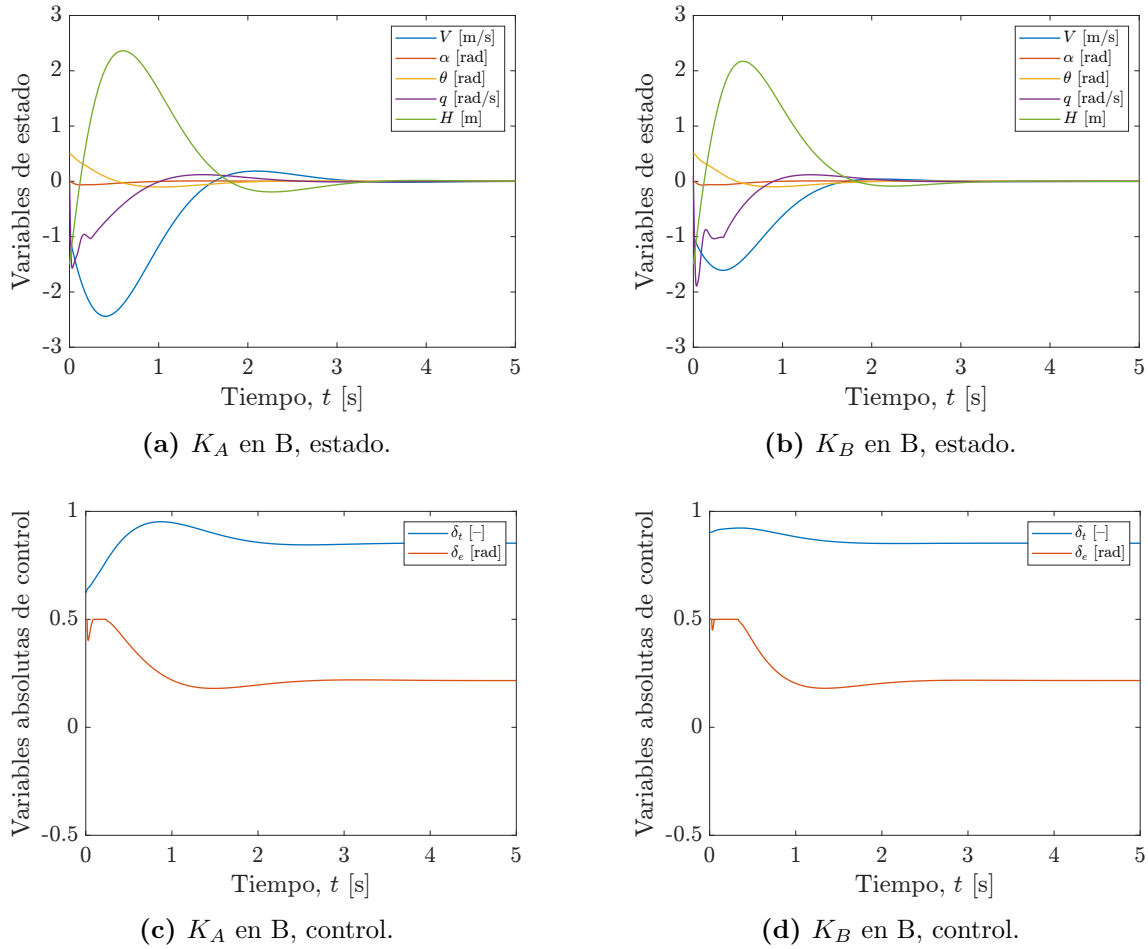 3
2
1
0
-1
-2
-3
Variables de estado
V [m/s]
α [rad]
θ [rad]
q [rad/s]
H [m]
0 1 2 3 4 5
Tiempo, t [s]
(a) K_A en B, estado.
3
2
1
0
-1
-2
-3
Variables de estado
V [m/s]
α [rad]
θ [rad]
q [rad/s]
H [m]
0 1 2 3 4 5
Tiempo, t [s]
(b) K_B en B, estado.
1
0.5
0
-0.5
Variables absolutas de control
δ_t [–]
δ_e [rad]
0 1 2 3 4 5
Tiempo, t [s]
(c) K_A en B, control.
1
0.5
0
-0.5
Variables absolutas de control
δ_t [–]
δ_e [rad]
0 1 2 3 4 5
Tiempo, t [s]
(d) K_B en B, control.